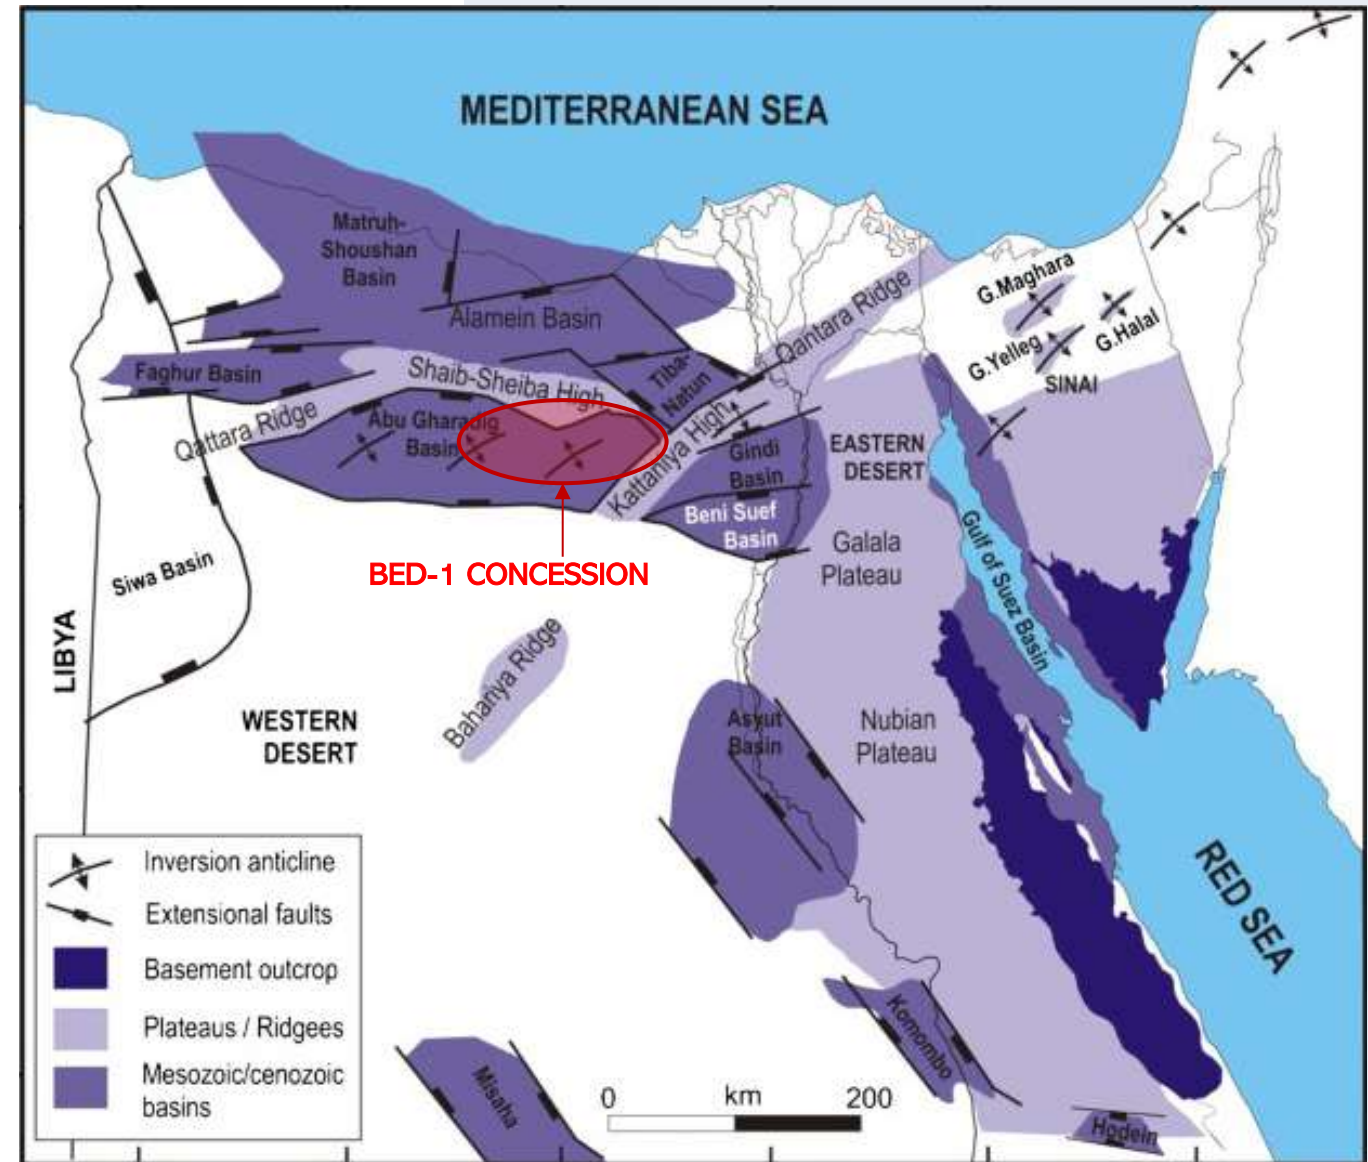 MEDITERRANEAN SEA
Matruh-
Shoushan
Basin
Alamein Basin
Faghur Basin
Shaib-Sheiba High
Tiba-
Natun
Qantara Ridge
G.Maghara
G.Yelleg
G.Halal
SINAI
Qattara Ridge
Abu Gharadig
Basin
Kattaniya High
Gindi
Basin
Beni Suef
Basin
EASTERN
DESERT
Galala
Plateau
Gulf of Suez Basin
BED-1 CONCESSION
Siwa Basin
LIBYA
Bahariya Ridge
WESTERN
DESERT
Asyut
Basin
Nubian
Plateau
RED SEA
Komombo
Misaha
Hodein
Inversion anticline
Extensional faults
Basement outcrop
Plateaus / Ridgees
Mesozoic/cenozoic
basins
0 km 200